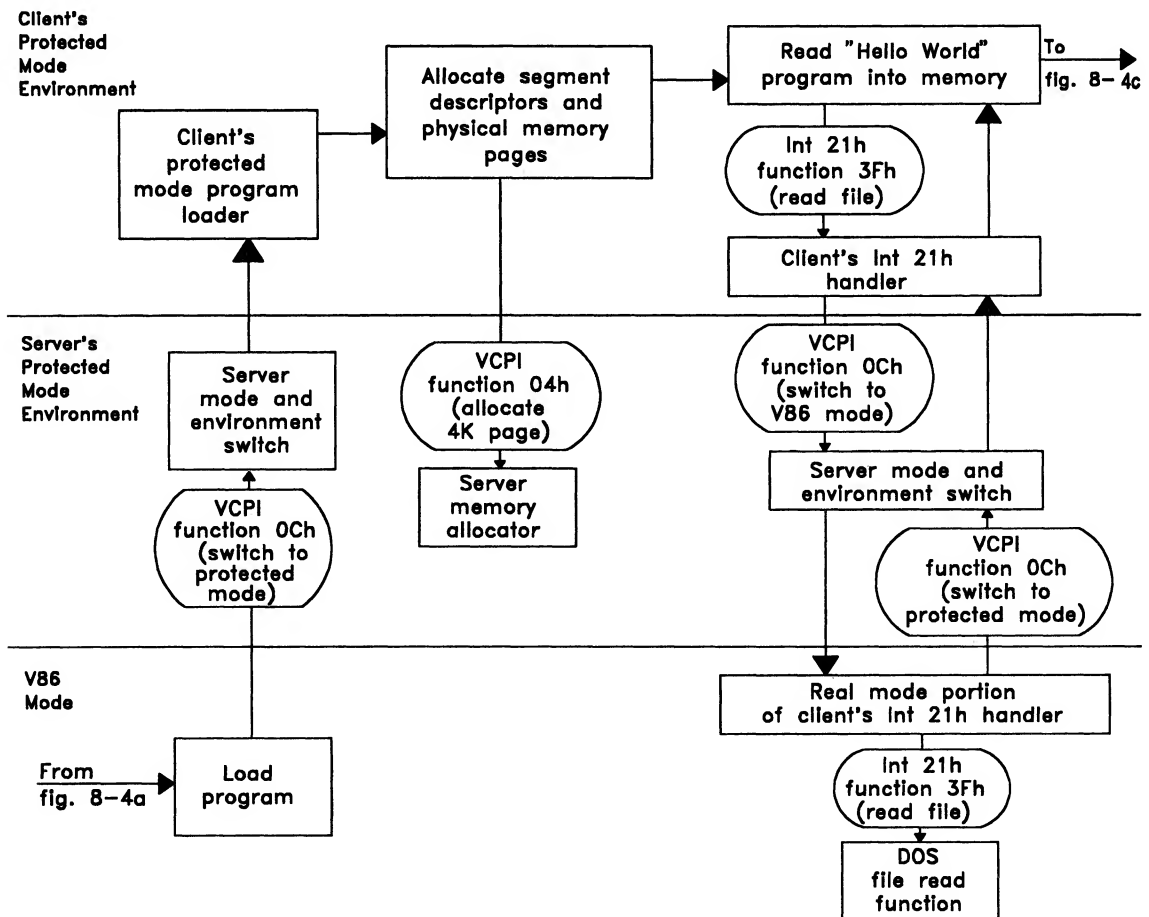 Client's
Protected
Mode
Environment
Client's
protected
mode program
loader
Allocate segment
descriptors and
physical memory
pages
Read "Hello World"
program into memory
To
fig. 8-4c
Int 21h
function 3Fh
(read file)
Client's Int 21h
handler
Server's
Protected
Mode
Environment
Server
mode and
environment
switch
VCPI
function 0Ch
(switch to
protected
mode)
VCPI
function 04h
(allocate
4K page)
Server
memory
allocator
VCPI
function 0Ch
(switch to
V86 mode)
Server mode and
environment switch
VCPI
function 0Ch
(switch to
protected mode)
V86
Mode
From
fig. 8-4a
Load
program
Real mode portion
of client's Int 21h handler
Int 21h
function 3Fh
(read file)
DOS
file read
function